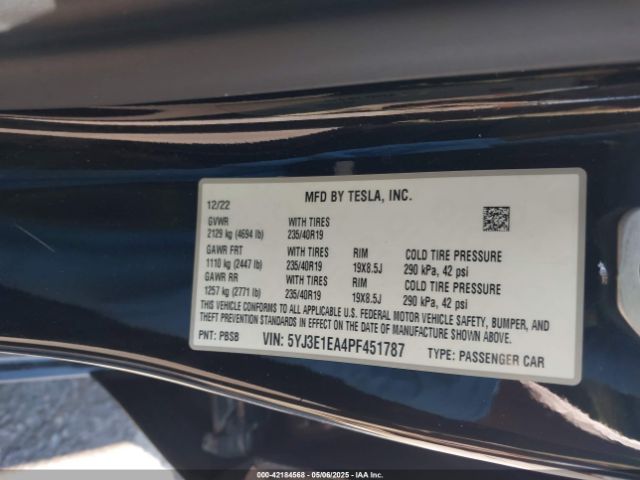 MFD BY TESLA, INC.
12/22
GVWR WITH TIRES
2129 kg (4694 lb) 235/40R19
GAWR FRT WITH TIRES RIM COLD TIRE PRESSURE
1110 kg (2447 lb) 235/40R19 19X8.5J 290 kPa, 42 psi
GAWR RR WITH TIRES RIM COLD TIRE PRESSURE
1257 kg (2771 lb) 235/40R19 19X8.5J 290 kPa, 42 psi
THIS VEHICLE CONFORMS TO ALL APPLICABLE U.S. FEDERAL MOTOR VEHICLE SAFETY, BUMPER, AND
THEFT PREVENTION STANDARDS IN EFFECT ON THE DATE OF MANUFACTURE SHOWN ABOVE.
PNT: PBSB VIN: 5YJ3E1EA4PF451787 TYPE: PASSENGER CAR
000-42184568 - 05/06/2025 - IAA Inc.